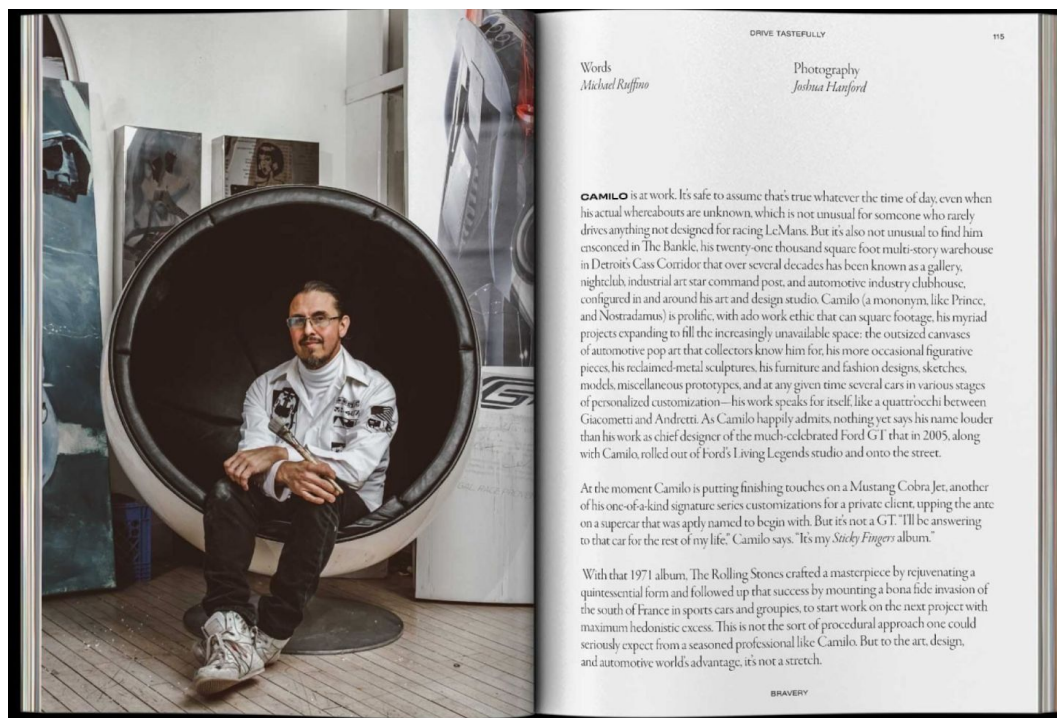 DRIVE TASTEFULLY
115
Words
Michael Ruffino
Photography
Joshua Hanford
CAMILO is at work. It's safe to assume that's true whatever the time of day, even when
his actual whereabouts are unknown, which is not unusual for someone who rarely
drives anything not designed for racing LeMans. But it's also not unusual to find him
ensconced in The Bankle, his twenty-one thousand square foot multi-story warehouse
in Detroit's Cass Corridor that over several decades has been known as a gallery,
nightclub, industrial art star command post, and automotive industry clubhouse,
configured in and around his art and design studio. Camilo (a mononym, like Prince,
and Nostradamus) is prolific, with ado work ethic that can square footage, his myriad
projects expanding to fill the increasingly unavailable space: the outsized canvases
of automotive pop art that collectors know him for, his more occasional figurative
pieces, his reclaimed-metal sculptures, his furniture and fashion designs, sketches,
models, miscellaneous prototypes, and at any given time several cars in various stages
of personalized customization—his work speaks for itself, like a quattr'occhi between
Giacometti and Andretti. As Camilo happily admits, nothing yet says his name louder
than his work as chief designer of the much-celebrated Ford GT that in 2005, along
with Camilo, rolled out of Ford's Living Legends studio and onto the street.
At the moment Camilo is putting finishing touches on a Mustang Cobra Jet, another
of his one-of-a-kind signature series customizations for a private client, upping the ante
on a supercar that was aptly named to begin with. But it's not a GT. "I'll be answering
to that car for the rest of my life," Camilo says. "It's my Sticky Fingers album."
With that 1971 album, The Rolling Stones crafted a masterpiece by rejuvenating a
quintessential form and followed up that success by mounting a bona fide invasion of
the south of France in sports cars and groupies, to start work on the next project with
maximum hedonistic excess. This is not the sort of procedural approach one could
seriously expect from a seasoned professional like Camilo. But to the art, design,
and automotive world's advantage, it's not a stretch.
BRAVERY